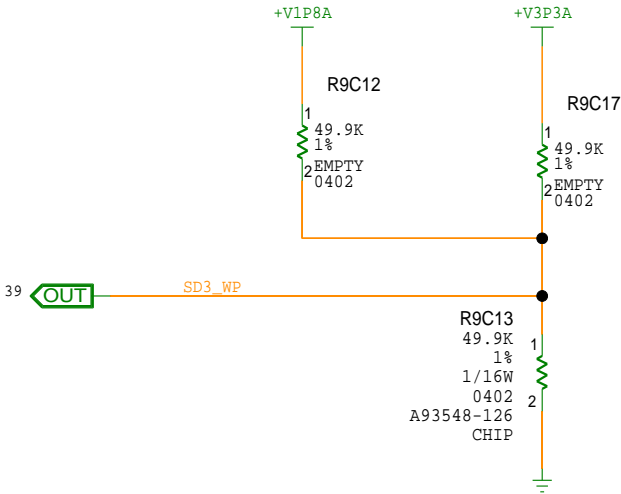 +V1P8A
+V3P3A
R9C12
1
49.9K
1%
2
EMPTY
0402
R9C17
1
49.9K
1%
2
EMPTY
0402
39
OUT
SD3_WP
R9C13
49.9K
1
1%
1/16W
0402
2
A93548-126
CHIP